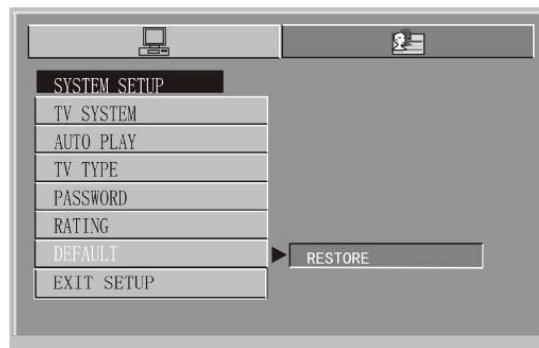 SYSTEM SETUP
TV SYSTEM
AUTO PLAY
TV TYPE
PASSWORD
RATING
DEFAULT
RESTORE
EXIT SETUP